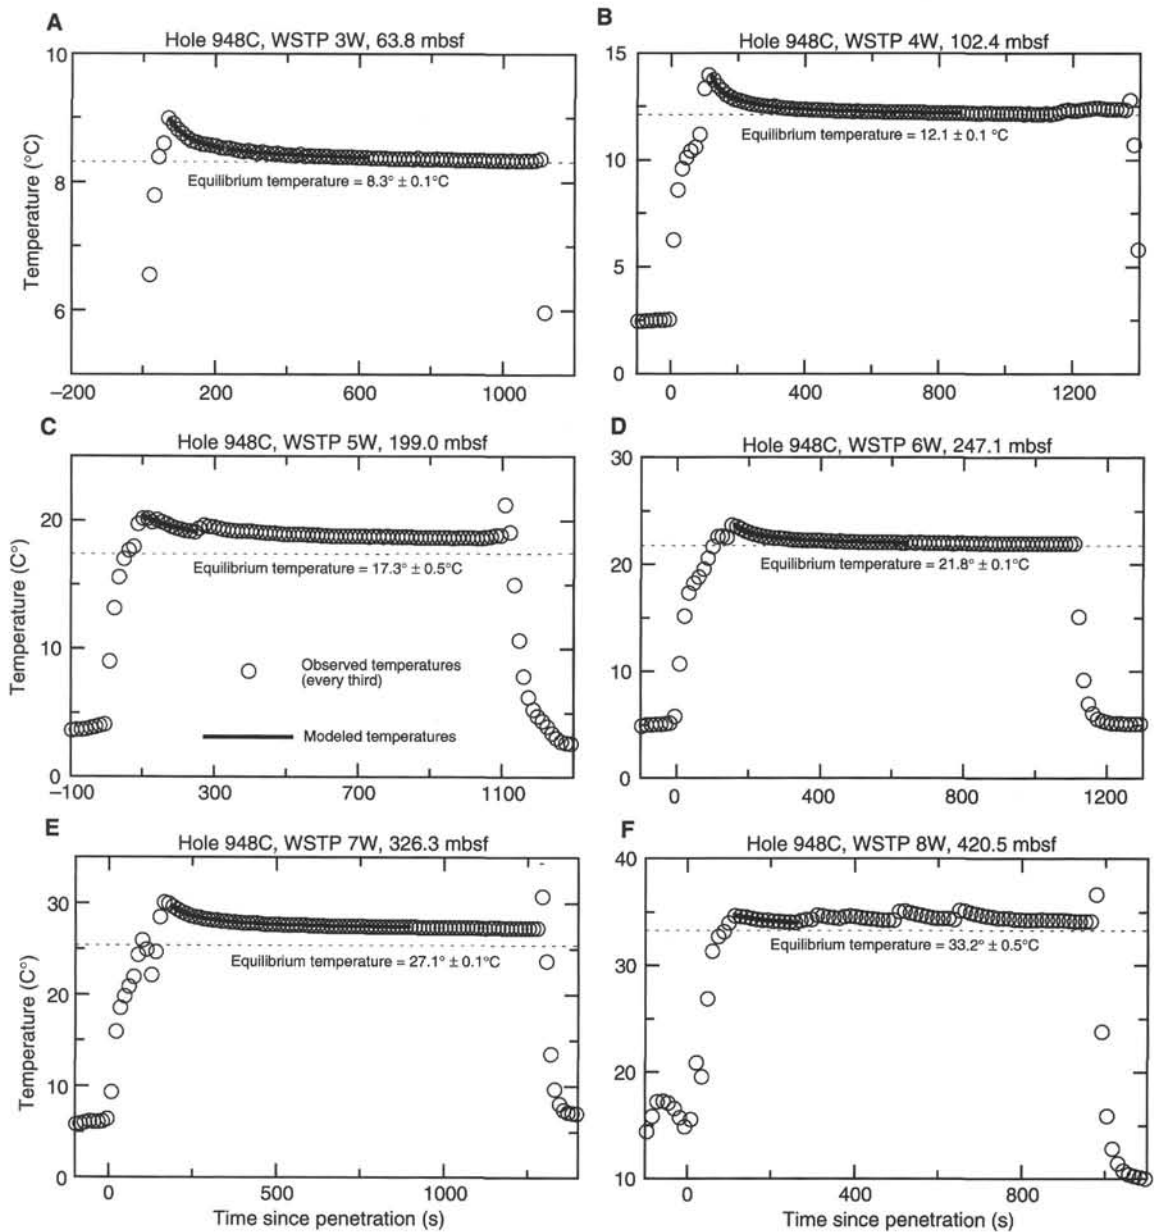 A
Hole 948C, WSTP 3W, 63.8 mbsf
10
8
6
Temperature (°C)
Equilibrium temperature = 8.3° ± 0.1°C
−200
200
600
1000
B
Hole 948C, WSTP 4W, 102.4 mbsf
15
10
5
0
Equilibrium temperature = 12.1 ± 0.1 °C
0
400
800
1200
C
Hole 948C, WSTP 5W, 199.0 mbsf
20
10
0
Temperature (C°)
Equilibrium temperature = 17.3° ± 0.5°C
Observed temperatures
(every third)
Modeled temperatures
−100
300
700
1100
D
Hole 948C, WSTP 6W, 247.1 mbsf
30
20
10
0
Equilibrium temperature = 21.8° ± 0.1°C
0
400
800
1200
E
Hole 948C, WSTP 7W, 326.3 mbsf
30
20
10
0
Temperature (C°)
Equilibrium temperature = 27.1° ± 0.1°C
0
500
1000
Time since penetration (s)
F
Hole 948C, WSTP 8W, 420.5 mbsf
40
30
20
10
Equilibrium temperature = 33.2° ± 0.5°C
0
400
800
Time since penetration (s)